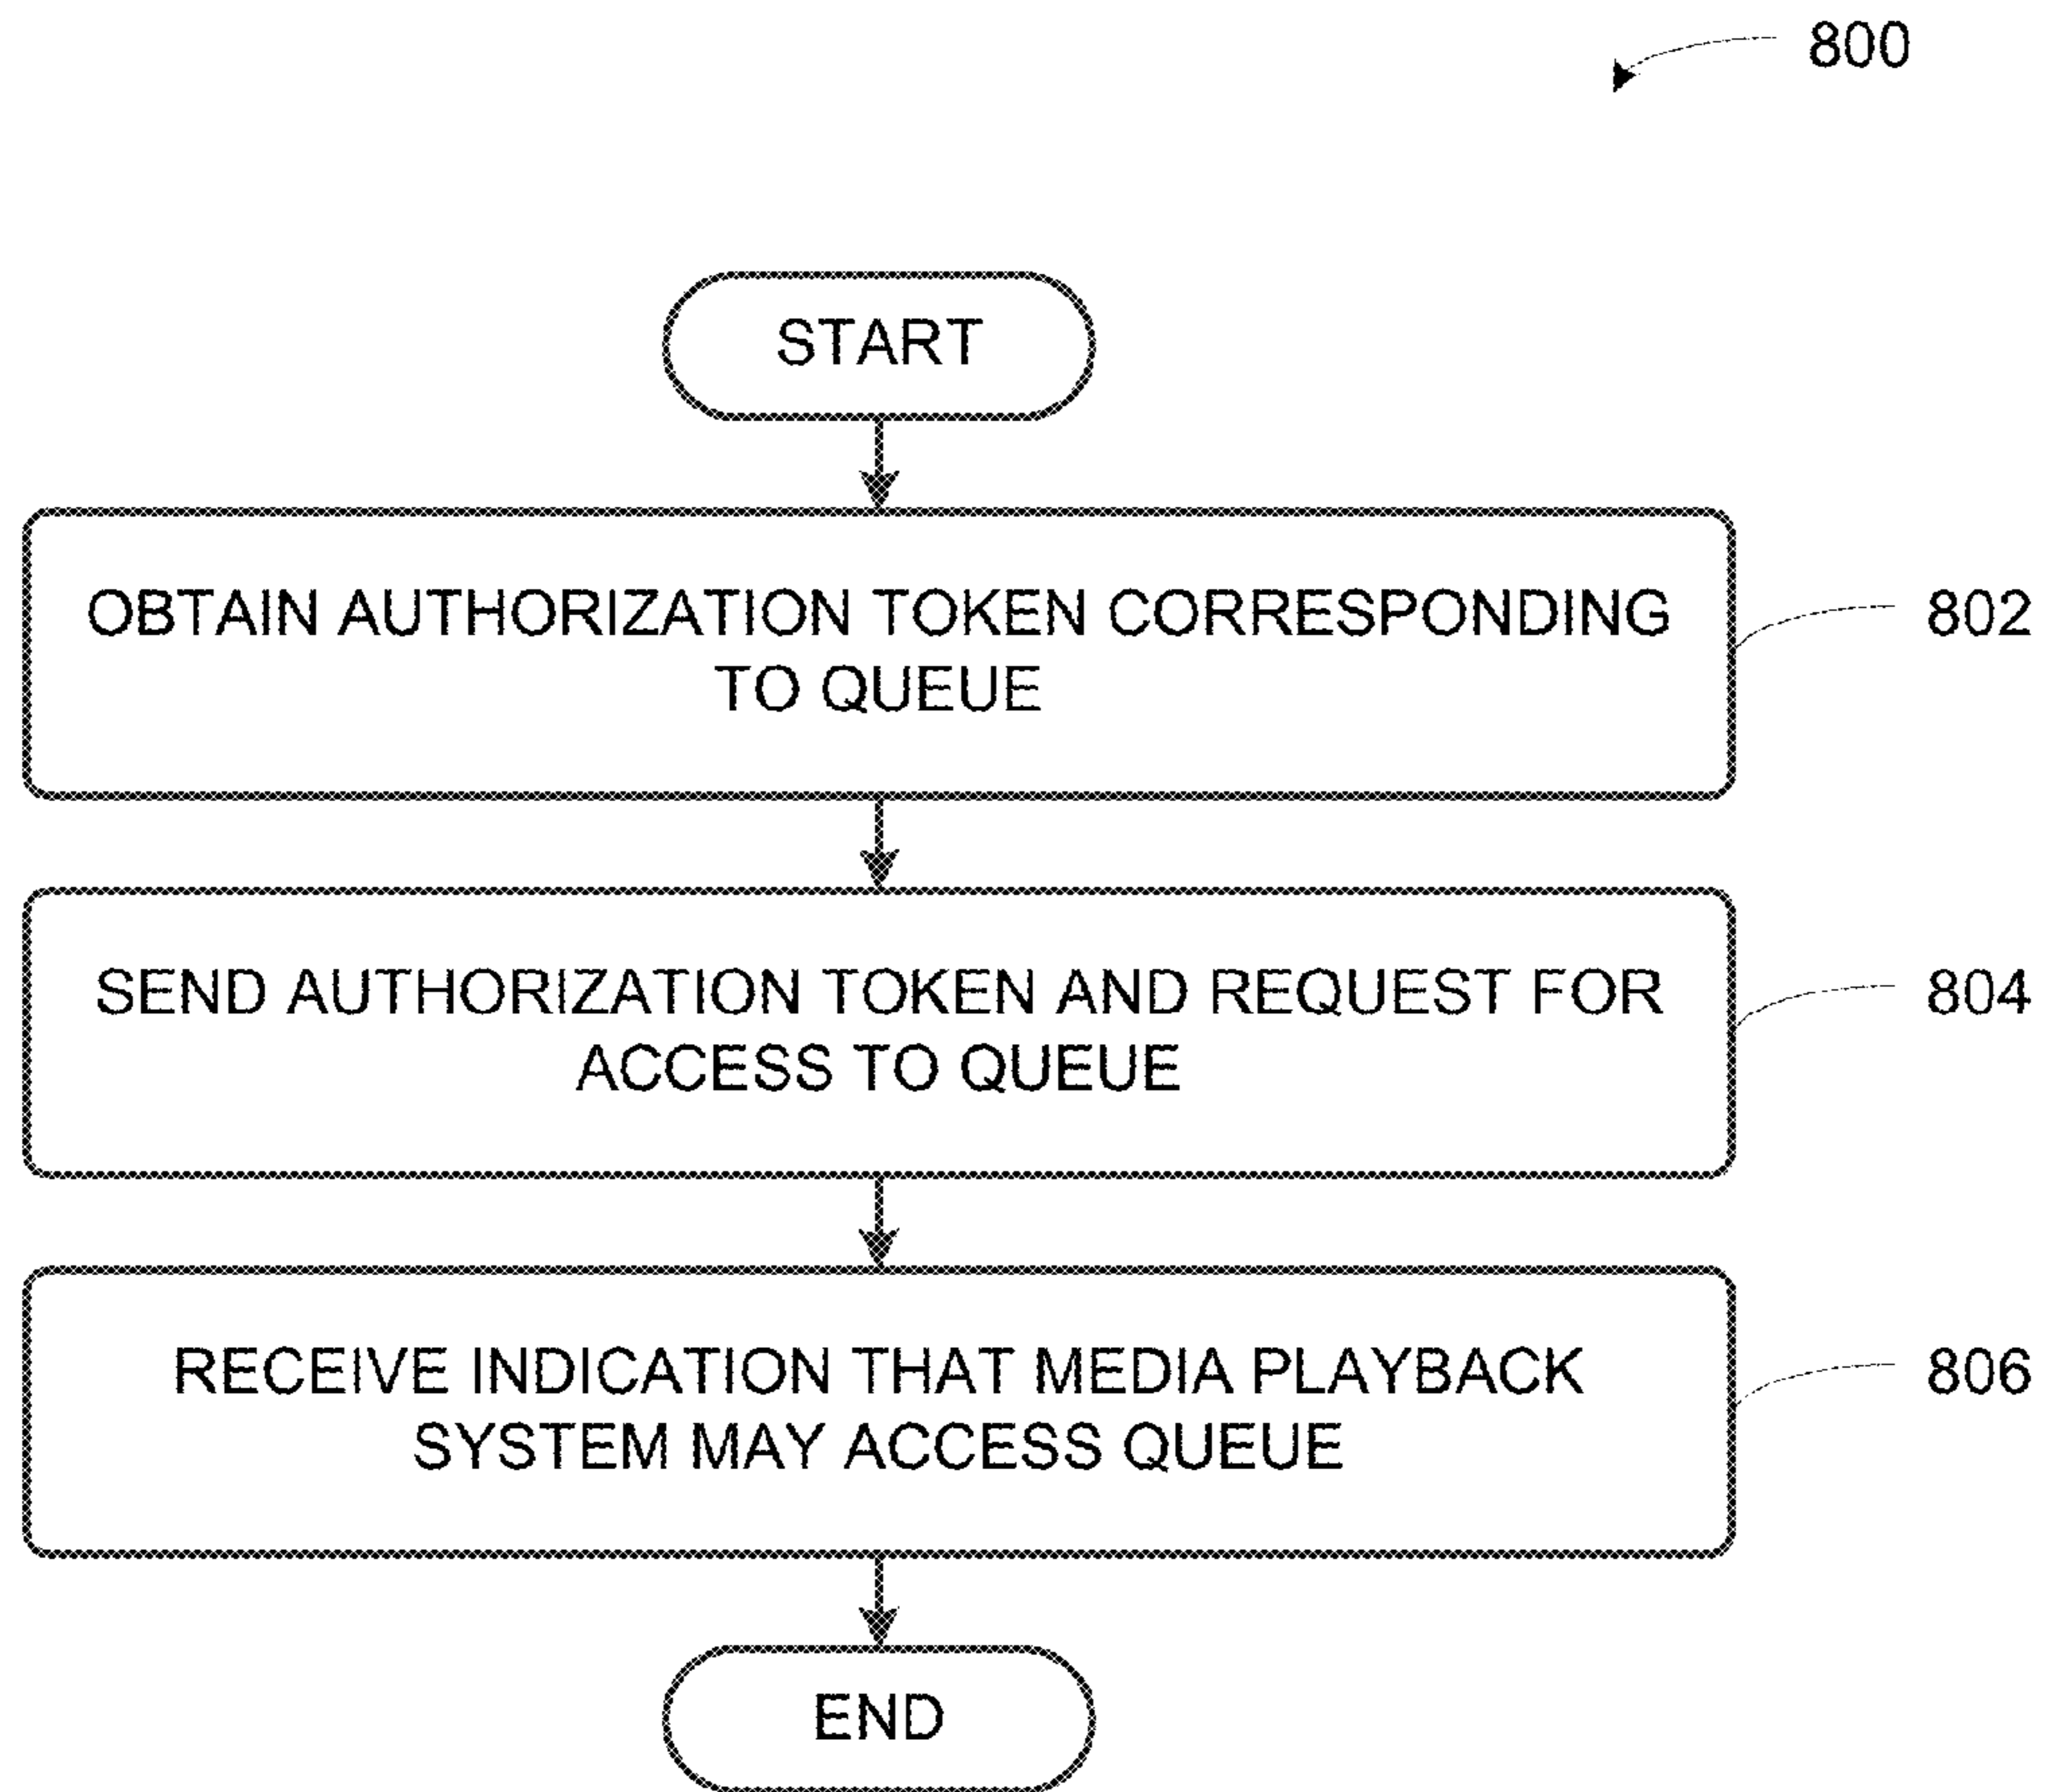 800
START
OBTAIN AUTHORIZATION TOKEN CORRESPONDING
TO QUEUE
802
SEND AUTHORIZATION TOKEN AND REQUEST FOR
ACCESS TO QUEUE
804
RECEIVE INDICATION THAT MEDIA PLAYBACK
SYSTEM MAY ACCESS QUEUE
806
END